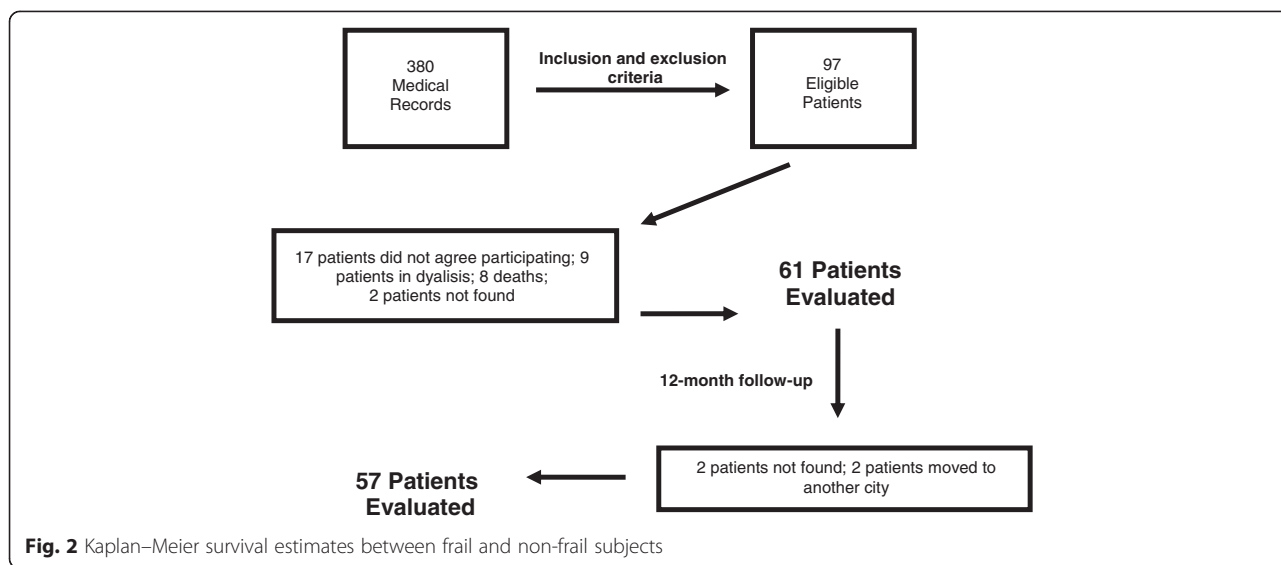 380
Medical
Records
Inclusion and exclusion
criteria
97
Eligible
Patients
17 patients did not agree participating; 9
patients in dyalisis; 8 deaths;
2 patients not found
61 Patients
Evaluated
12-month follow-up
2 patients not found; 2 patients moved to
another city
57 Patients
Evaluated
Fig. 2 Kaplan–Meier survival estimates between frail and non-frail subjects